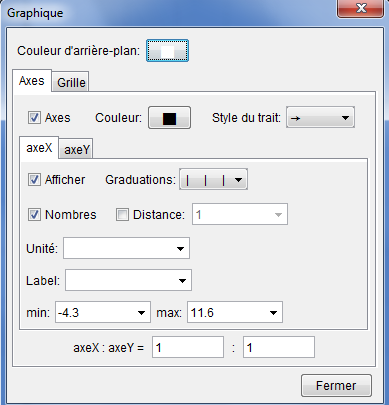 Graphique
Couleur d'arrière-plan:
Axes Grille
Axes Couleur: Style du trait:
axeX axeY
Afficher Graduations:
Nombres Distance: 1
Unité:
Label:
min: -4.3 max: 11.6
axeX : axeY = 1 : 1
Fermer